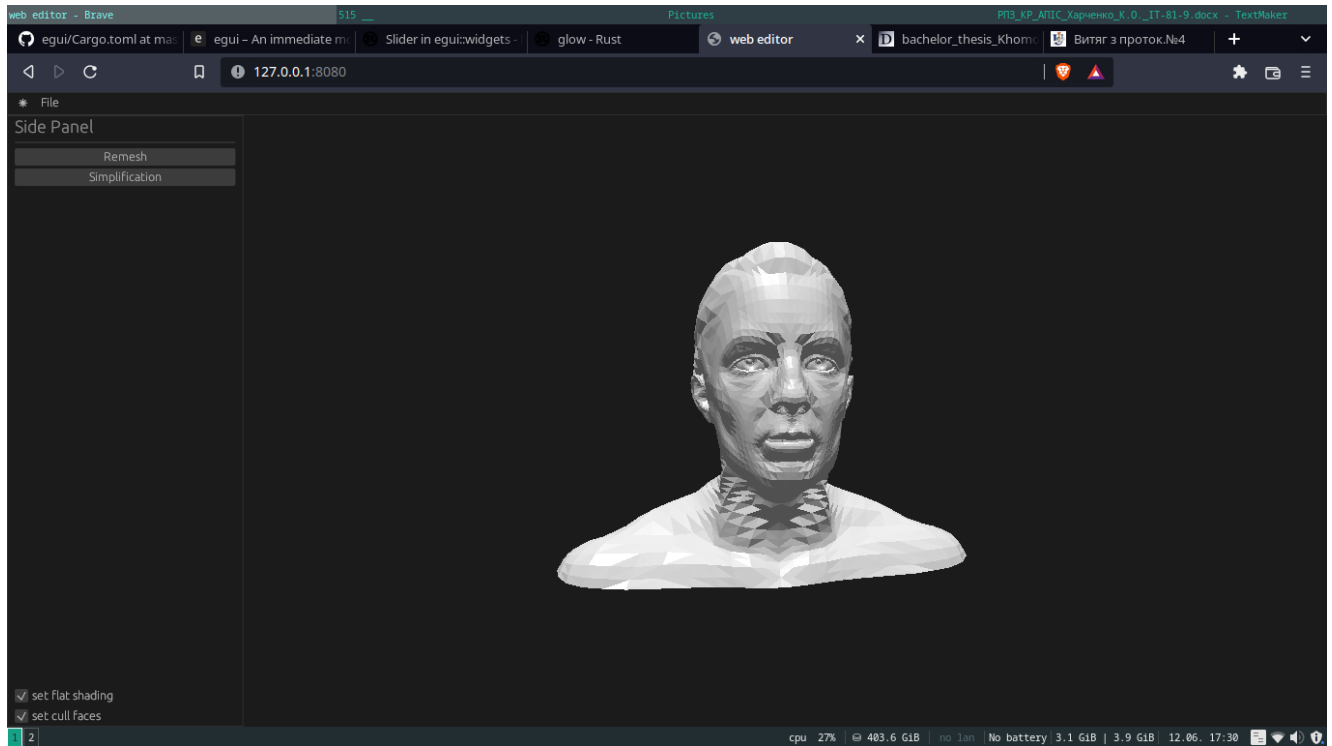 web editor - Brave 515 __ Pictures РПЗ_КР_АПІС_Харченко_К.О._ІТ-81-9.docx - TextMaker
egui/Cargo.toml at mas e egui – An immediate mo Slider in egui::widgets - glow - Rust web editor × D bachelor_thesis_Khomo Витяг з проток.№4 +
127.0.0.1:8080
File
Side Panel
Remesh
Simplification
set flat shading
set cull faces
1 2 cpu 27% 403.6 GiB no lan No battery 3.1 GiB | 3.9 GiB 12.06. 17:30